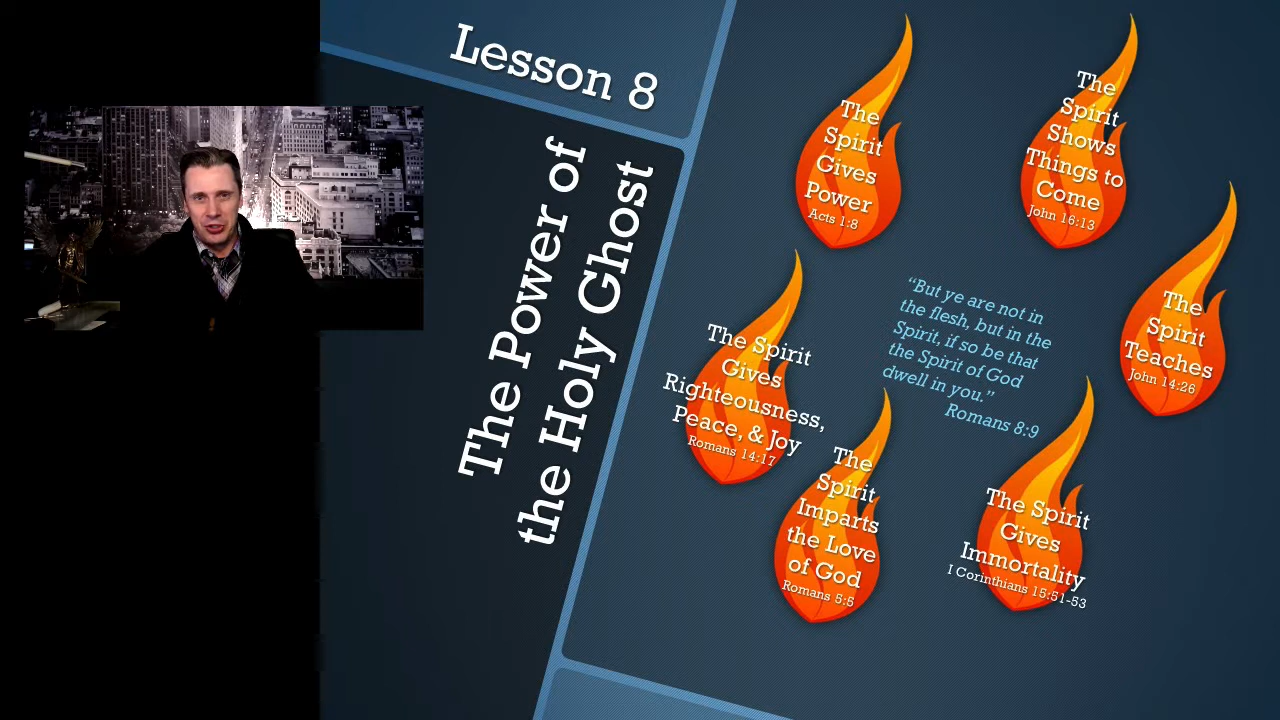 Lesson 8
The Power of
the Holy Ghost
The
Spirit
Gives
Power
Acts 1:8
The
Spirit
Shows
Things to
Come
John 16:13
The
Spirit
Teaches
John 14:26
"But ye are not in
the flesh, but in the
Spirit, if so be that
the Spirit of God
dwell in you."
Romans 8:9
The Spirit
Gives
Righteousness,
Peace, & Joy
Romans 14:17
The
Spirit
Imparts
the Love
of God
Romans 5:5
The Spirit
Gives
Immortality
I Corinthians 15:51-53